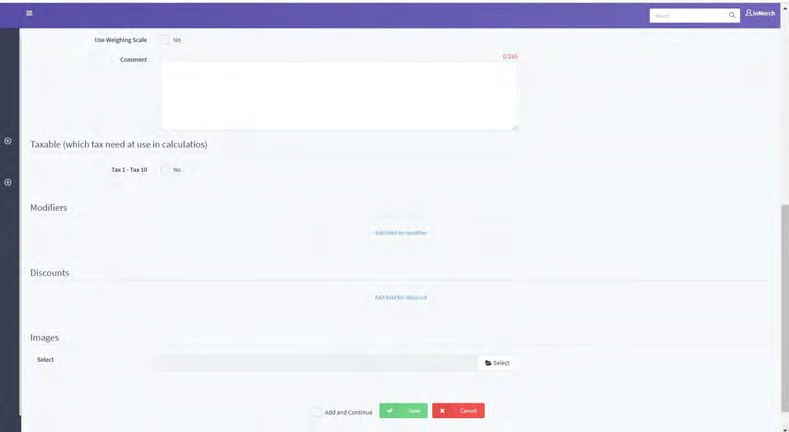 Search
inMerch
Use Weighing Scale No
Comment 0/180
Taxable (which tax need at use in calculatios)
Tax 1 - Tax 10 No
Modifiers
Add field for modifier
Discounts
Add field for discount
Images
Select Select
Add and Continue Save Cancel